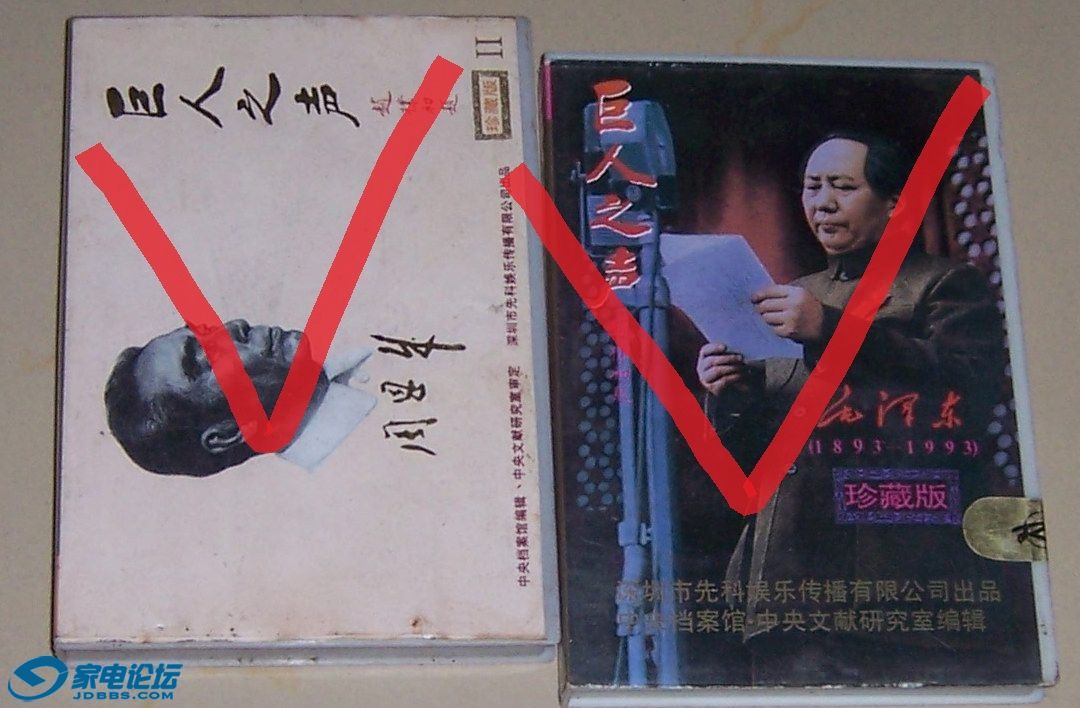 巨人之声
赵朴初题
II
珍藏版
周恩来
中央档案馆编辑、中央文献研究室审定 深圳市先科娱乐传播有限公司出品
巨人之声
毛泽东
(1893—1993)
珍藏版
深圳市先科娱乐传播有限公司出品
中央档案馆·中央文献研究室编辑
家电论坛
JDBBS.COM